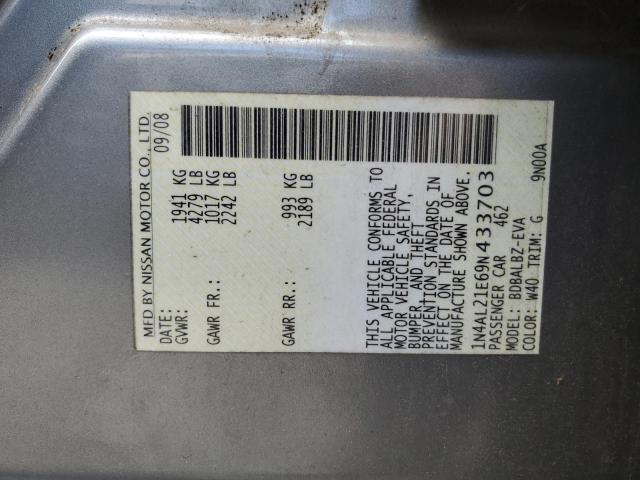 MFD BY NISSAN MOTOR CO., LTD.
DATE: 09/08
GVWR: 1941 KG
4279 LB
GAWR FR.: 1017 KG
2242 LB
GAWR RR.: 993 KG
2189 LB
THIS VEHICLE CONFORMS TO
ALL APPLICABLE FEDERAL
MOTOR VEHICLE SAFETY,
BUMPER, AND THEFT
PREVENTION STANDARDS IN
EFFECT ON THE DATE OF
MANUFACTURE SHOWN ABOVE.
1N4AL21E69N433703
PASSENGER CAR 462
MODEL: BDBALBZ-EVA
COLOR: W40 TRIM: G 9N00A